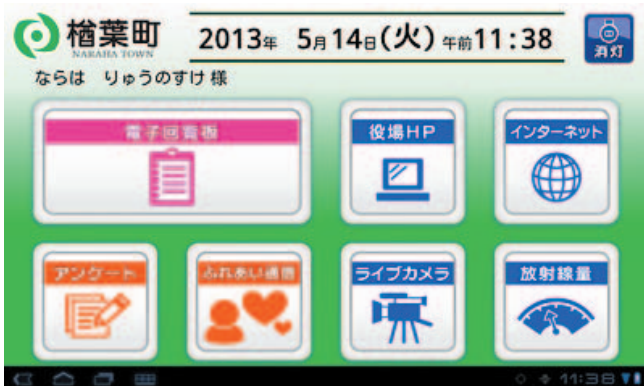 楢葉町
NARAHA TOWN
2013年 5月14日(火) 午前11:38
消灯
ならは りゅうのすけ 様
電子回覧板
役場HP
インターネット
アンケート
ふれあい通信
ライブカメラ
放射線量
11:38